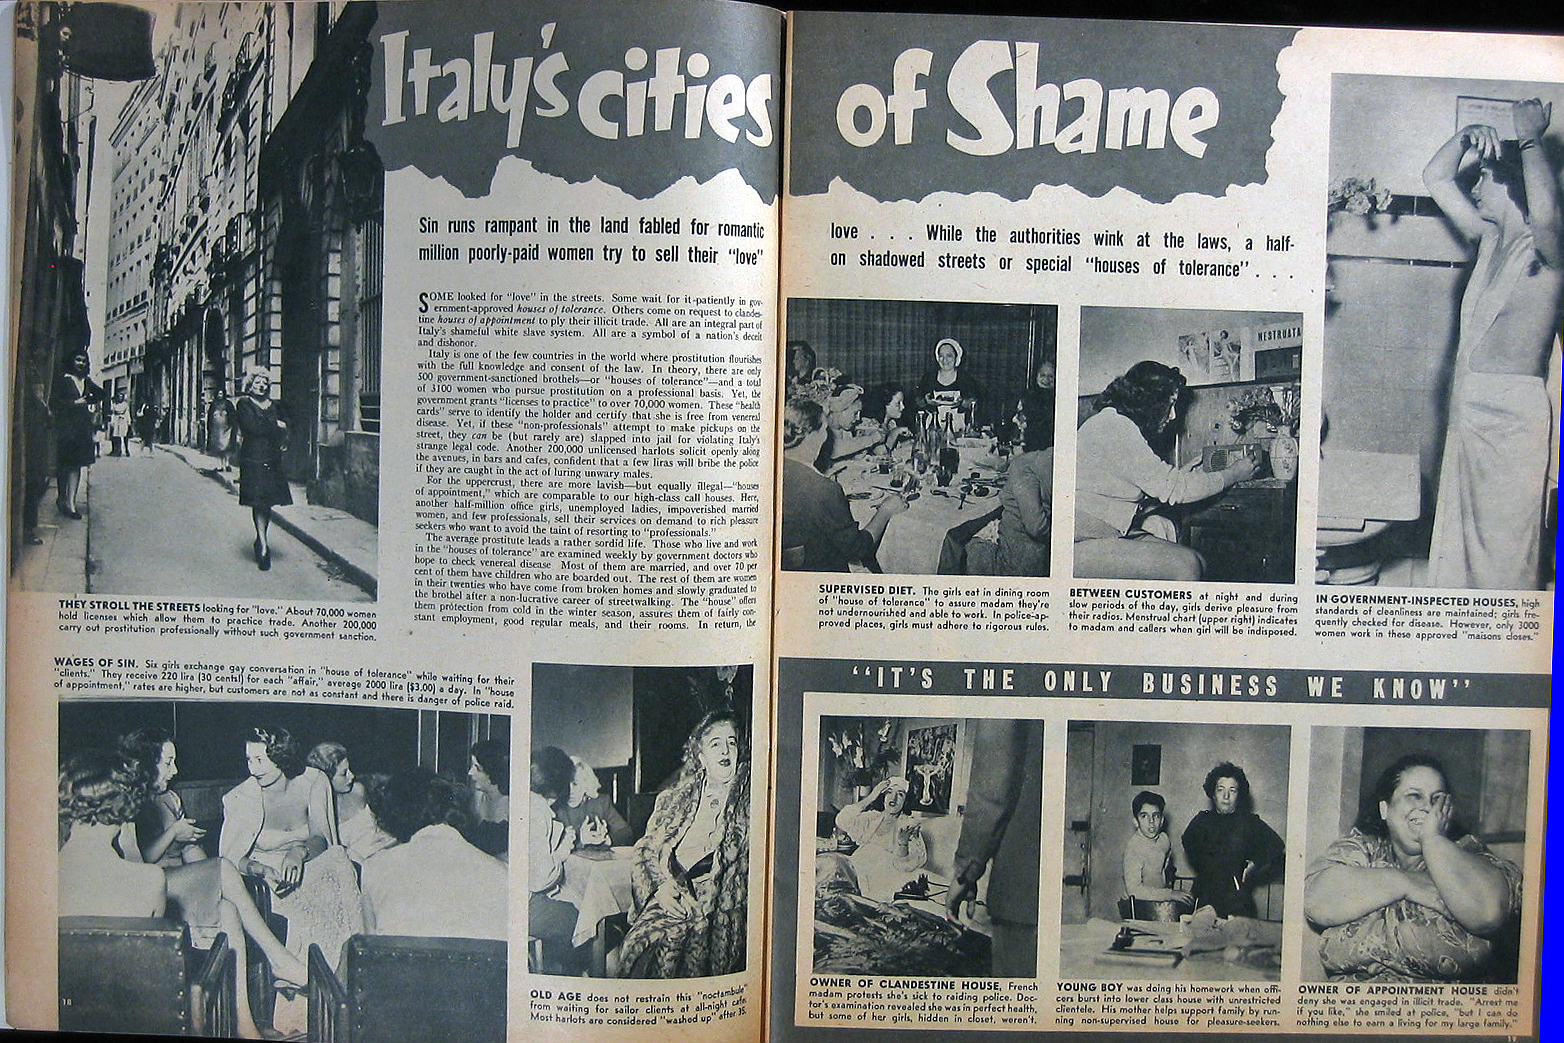 Italy's cities of Shame
Sin runs rampant in the land fabled for romantic
million poorly-paid women try to sell their "love"
love . . . While the authorities wink at the laws, a half-
on shadowed streets or special "houses of tolerance" . . .
SOME looked for "love" in the streets. Some wait for it-patiently in gov-
ernment-approved houses of tolerance. Others come on request to clandes-
tine houses of appointment to ply their illicit trade. All are an integral part of
Italy's shameful white slave system. All are a symbol of a nation's deceit
and dishonor.
Italy is one of the few countries in the world where prostitution flourishes
with the full knowledge and consent of the law. In theory, there are only
500 government-sanctioned brothels—or "houses of tolerance"—and a total
of 3100 women who pursue prostitution on a professional basis. Yet, the
government grants "licenses to practice" to over 70,000 women. These "health
cards" serve to identify the holder and certify that she is free from venereal
disease. Yet, if these "non-professionals" attempt to make pickups on the
street, they can be (but rarely are) slapped into jail for violating Italy's
strange legal code. Another 200,000 unlicensed harlots solicit openly along
the avenues, in bars and cafes, confident that a few liras will bribe the police
if they are caught in the act of luring unwary males.
For the uppercrust, there are more lavish—but equally illegal—"houses
of appointment," which are comparable to our high-class call houses. Here,
another half-million office girls, unemployed ladies, impoverished married
women, and few professionals, sell their services on demand to rich pleasure
seekers who want to avoid the taint of resorting to "professionals."
The average prostitute leads a rather sordid life. Those who live and work
in the "houses of tolerance" are examined weekly by government doctors who
hope to check venereal disease Most of them are married, and over 70 per
cent of them have children who are boarded out. The rest of them are women
in their twenties who have come from broken homes and slowly graduated to
the brothel after a non-lucrative career of streetwalking. The "house" offers
them protection from cold in the winter season, assures them of fairly con-
stant employment, good regular meals, and their rooms. In return, the
THEY STROLL THE STREETS looking for "love." About 70,000 women
hold licenses which allow them to practice trade. Another 200,000
carry out prostitution professionally without such government sanction.
WAGES OF SIN. Six girls exchange gay conversation in "house of tolerance" while waiting for their
"clients." They receive 220 lira (30 cents) for each "affair," average 2000 lira ($3.00) a day. In "house
of appointment," rates are higher, but customers are not as constant and there is danger of police raid.
OLD AGE does not restrain this "noctambule"
from waiting for sailor clients at all-night cafe.
Most harlots are considered "washed up" after 35.
18
MESTRUATA
SUPERVISED DIET. The girls eat in dining room
of "house of tolerance" to assure madam they're
not undernourished and able to work. In police-ap-
proved places, girls must adhere to rigorous rules.
BETWEEN CUSTOMERS at night and during
slow periods of the day, girls derive pleasure from
their radios. Menstrual chart (upper right) indicates
to madam and callers when girl will be indisposed.
IN GOVERNMENT-INSPECTED HOUSES, high
standards of cleanliness are maintained; girls fre-
quently checked for disease. However, only 3000
women work in these approved "maisons closes."
"IT'S THE ONLY BUSINESS WE KNOW"
OWNER OF CLANDESTINE HOUSE, French
madam protests she's sick to raiding police. Doc-
tor's examination revealed she was in perfect health,
but some of her girls, hidden in closet, weren't.
YOUNG BOY was doing his homework when offi-
cers burst into lower class house with unrestricted
clientele. His mother helps support family by run-
ning non-supervised house for pleasure-seekers.
OWNER OF APPOINTMENT HOUSE didn't
deny she was engaged in illicit trade. "Arrest me
if you like," she smiled at police, "but I can do
nothing else to earn a living for my large family."
19